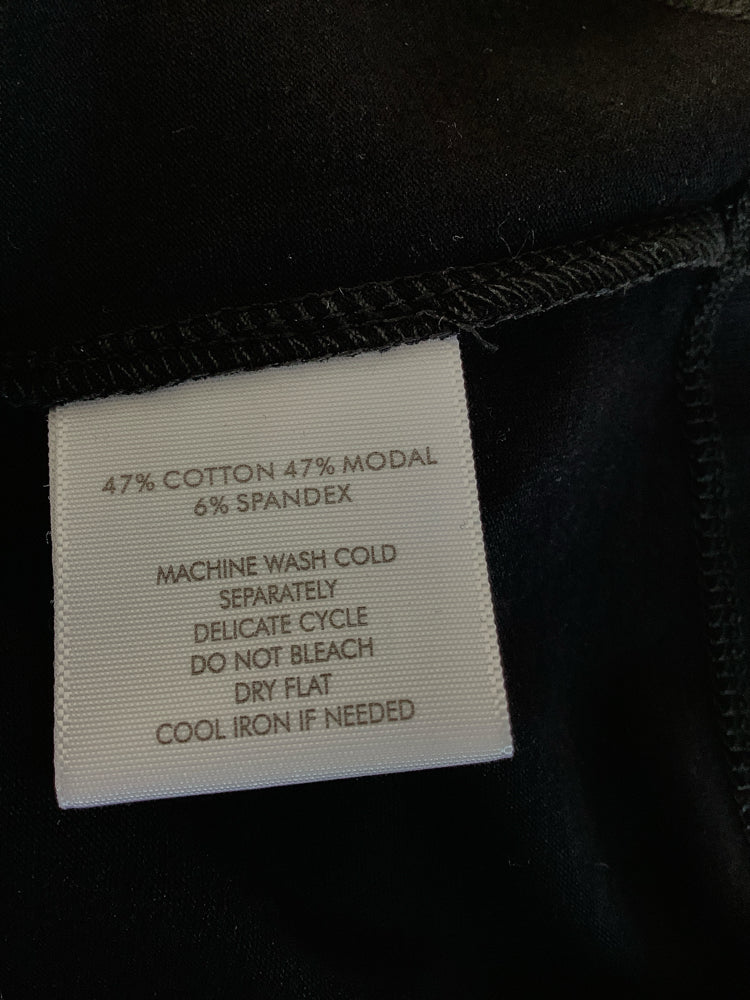 47% COTTON 47% MODAL
6% SPANDEX
MACHINE WASH COLD
SEPARATELY
DELICATE CYCLE
DO NOT BLEACH
DRY FLAT
COOL IRON IF NEEDED